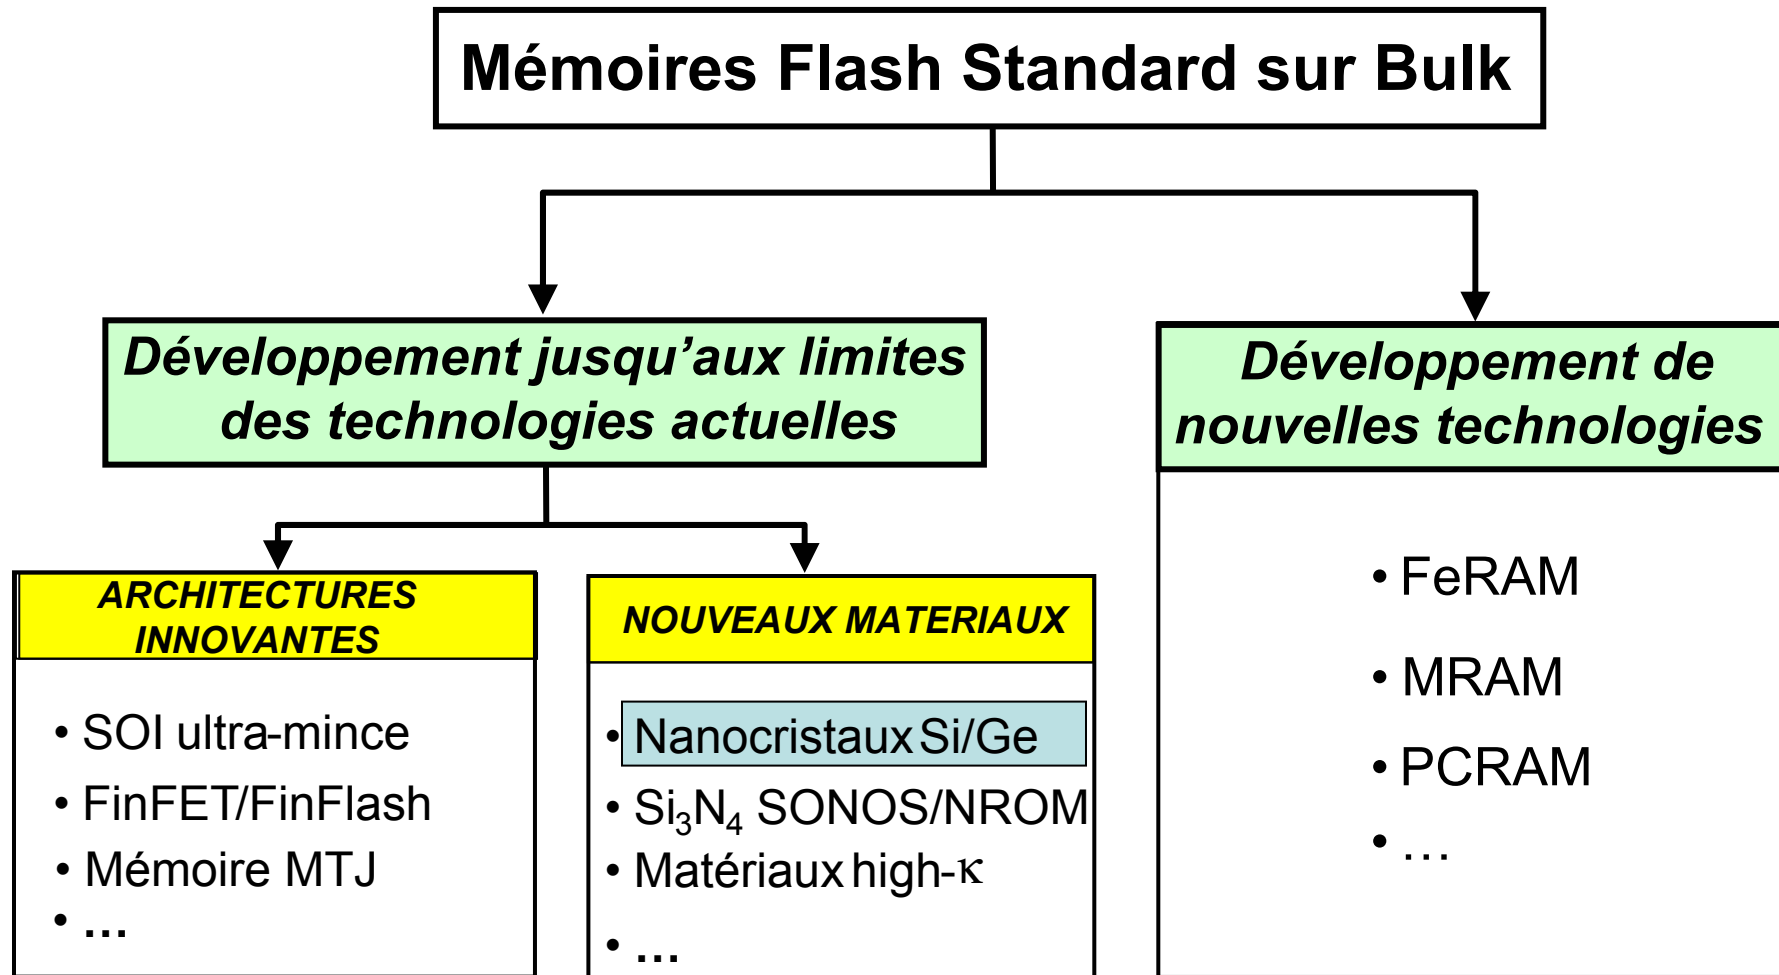 Mémoires Flash Standard sur Bulk
Développement jusqu’aux limites
des technologies actuelles
Développement de
nouvelles technologies
ARCHITECTURES
INNOVANTES
• SOI ultra-mince
• FinFET/FinFlash
• Mémoire MTJ
• ...
NOUVEAUX MATERIAUX
• Nanocristaux Si/Ge
• Si₃N₄ SONOS/NROM
• Matériaux high-κ
• ...
• FeRAM
• MRAM
• PCRAM
• …